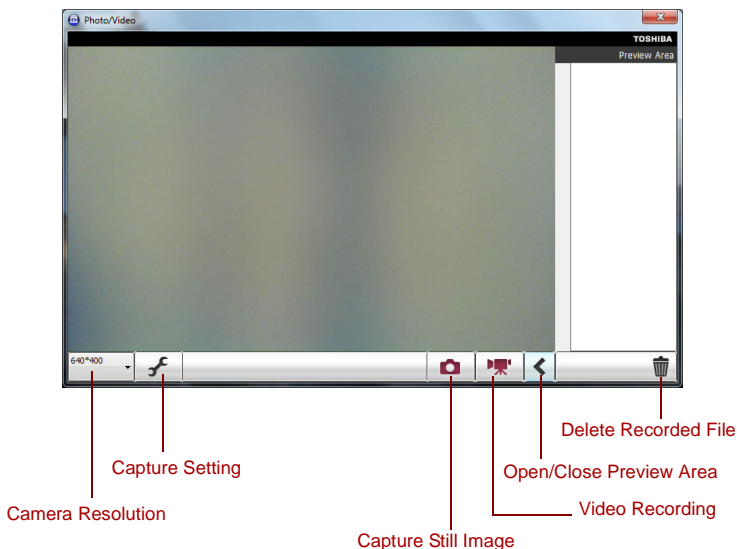 Photo/Video
TOSHIBA
Preview Area
640*400
Delete Recorded File
Capture Setting
Open/Close Preview Area
Camera Resolution
Video Recording
Capture Still Image